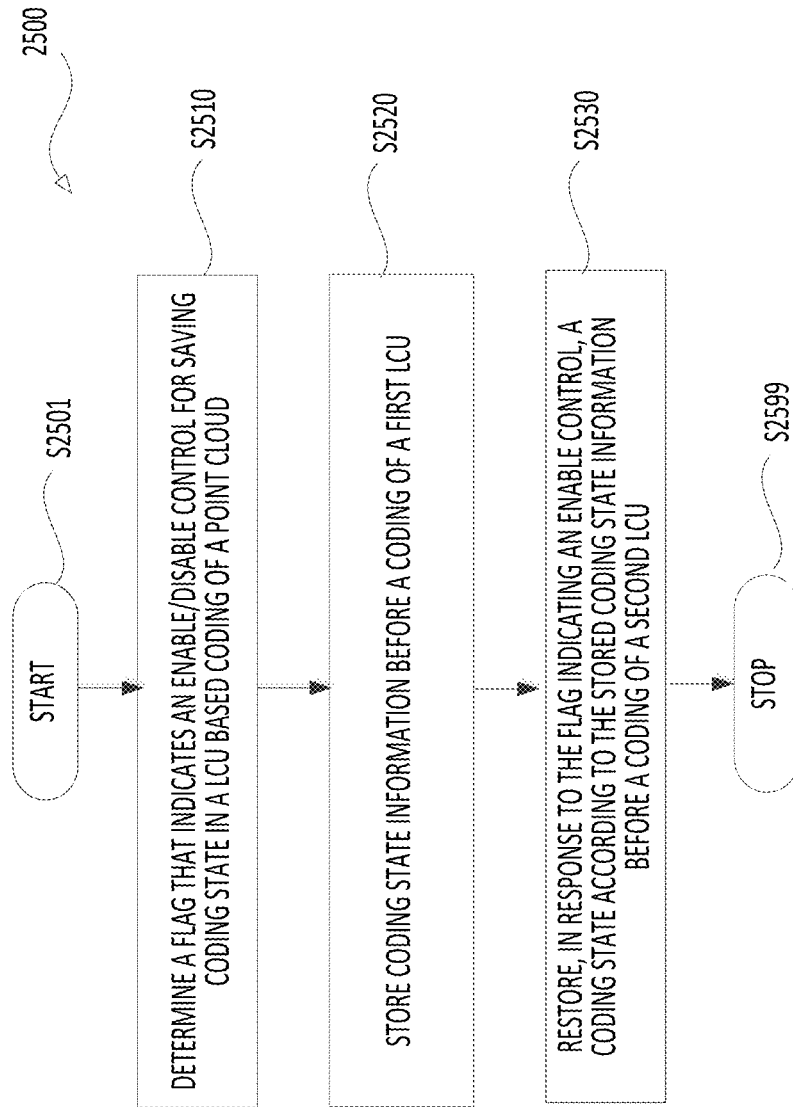 2500
START
S2501
DETERMINE A FLAG THAT INDICATES AN ENABLE/DISABLE CONTROL FOR SAVING
CODING STATE IN A LCU BASED CODING OF A POINT CLOUD
S2510
STORE CODING STATE INFORMATION BEFORE A CODING OF A FIRST LCU
S2520
RESTORE, IN RESPONSE TO THE FLAG INDICATING AN ENABLE CONTROL, A
CODING STATE ACCORDING TO THE STORED CODING STATE INFORMATION
BEFORE A CODING OF A SECOND LCU
S2530
STOP
S2599